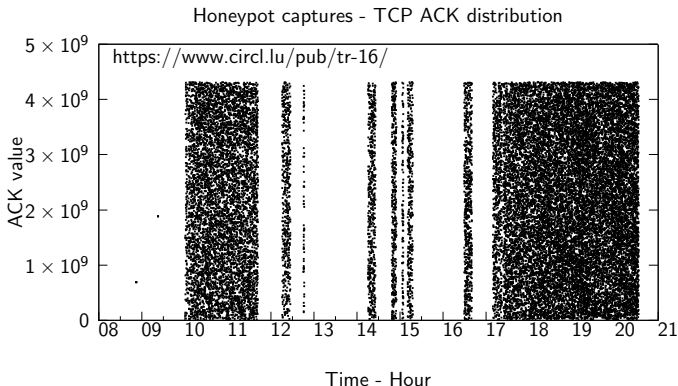 Honeypot captures - TCP ACK distribution
5 × 10⁹
https://www.circl.lu/pub/tr-16/
4 × 10⁹
3 × 10⁹
ACK value
2 × 10⁹
1 × 10⁹
0
08 09 10 11 12 13 14 15 16 17 18 19 20 21
Time - Hour